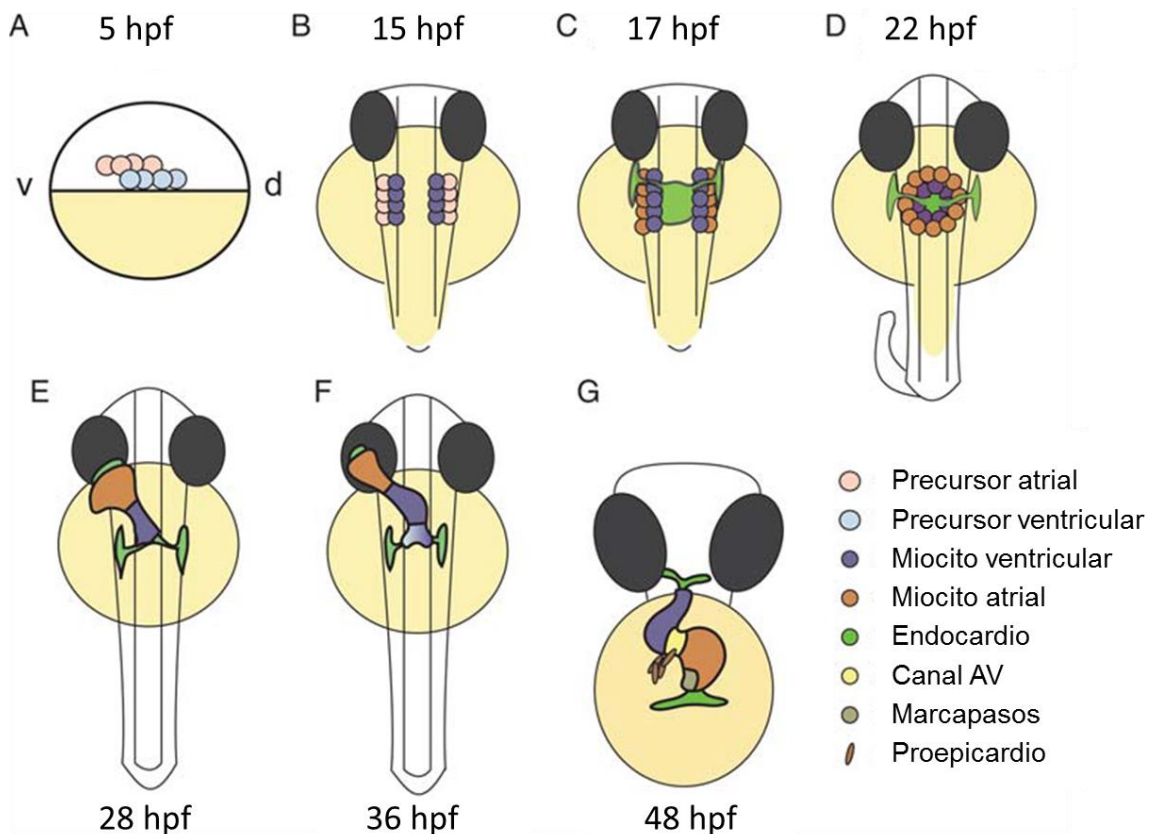 A 5 hpf
B 15 hpf
C 17 hpf
D 22 hpf
v d
E
F
G
Precursor atrial
Precursor ventricular
Miocito ventricular
Miocito atrial
Endocardio
Canal AV
Marcapasos
Proepicardio
28 hpf
36 hpf
48 hpf